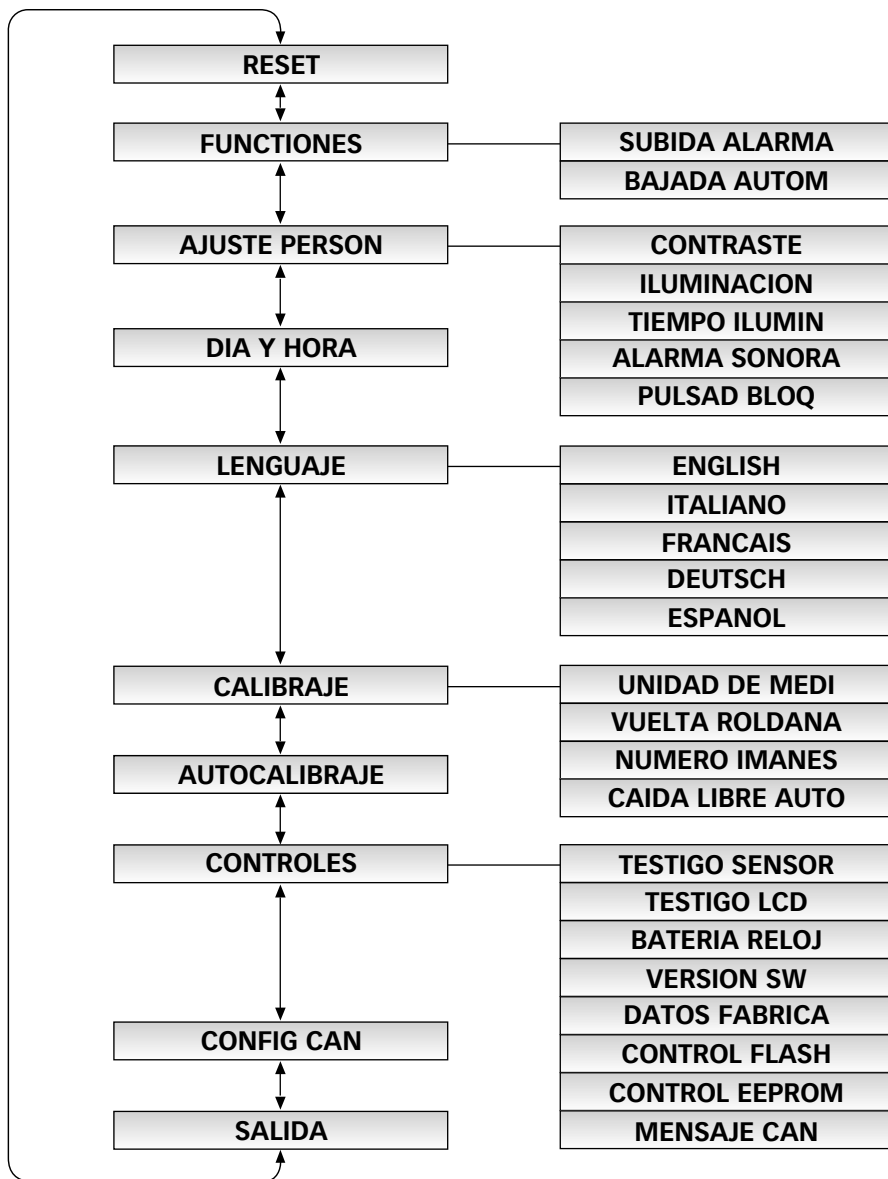 RESET
FUNCTIONES
SUBIDA ALARMA
BAJADA AUTOM
AJUSTE PERSON
CONTRASTE
ILUMINACION
TIEMPO ILUMIN
ALARMA SONORA
PULSAD BLOQ
DIA Y HORA
LENGUAJE
ENGLISH
ITALIANO
FRANCAIS
DEUTSCH
ESPANOL
CALIBRAJE
UNIDAD DE MEDI
VUELTA ROLDANA
NUMERO IMANES
CAIDA LIBRE AUTO
AUTOCALIBRAJE
CONTROLES
TESTIGO SENSOR
TESTIGO LCD
BATERIA RELOJ
VERSION SW
DATOS FABRICA
CONTROL FLASH
CONTROL EEPROM
MENSAJE CAN
CONFIG CAN
SALIDA